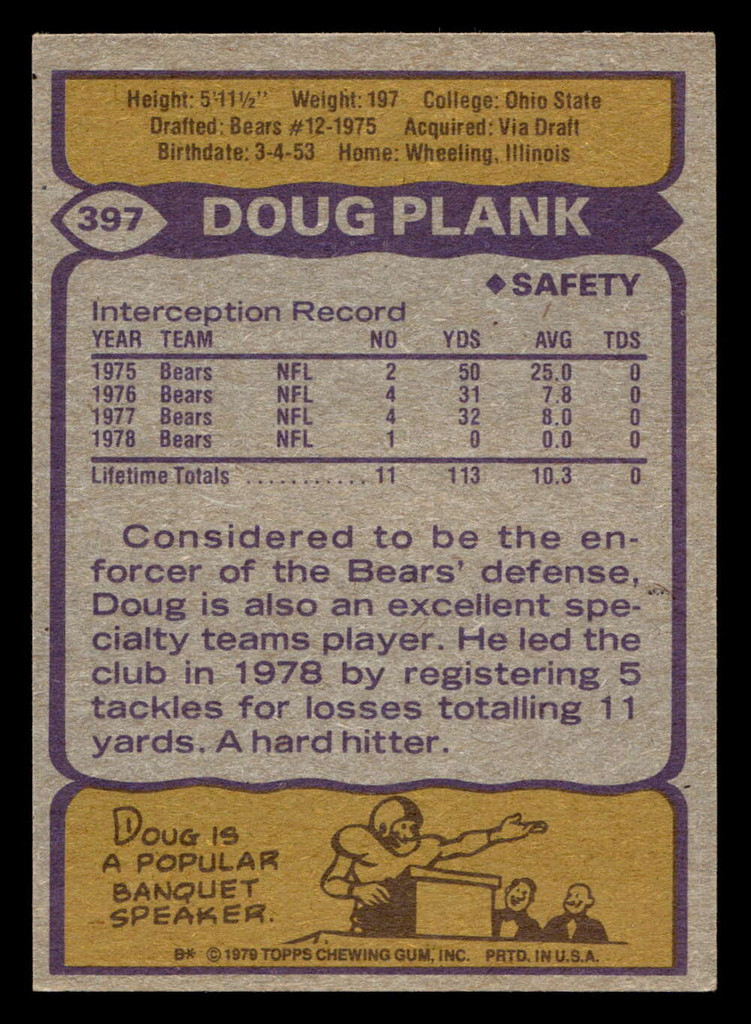 Height: 5'11½" Weight: 197 College: Ohio State
Drafted: Bears #12-1975 Acquired: Via Draft
Birthdate: 3-4-53 Home: Wheeling, Illinois
397 DOUG PLANK
◆SAFETY
Interception Record
YEAR TEAM NO YDS AVG TDS
1975 Bears NFL 2 50 25.0 0
1976 Bears NFL 4 31 7.8 0
1977 Bears NFL 4 32 8.0 0
1978 Bears NFL 1 0 0.0 0
Lifetime Totals ........... 11 113 10.3 0
Considered to be the en-
forcer of the Bears' defense,
Doug is also an excellent spe-
cialty teams player. He led the
club in 1978 by registering 5
tackles for losses totalling 11
yards. A hard hitter.
DOUG IS
A POPULAR
BANQUET
SPEAKER.
B* © 1979 TOPPS CHEWING GUM, INC. PRTD. IN U.S.A.